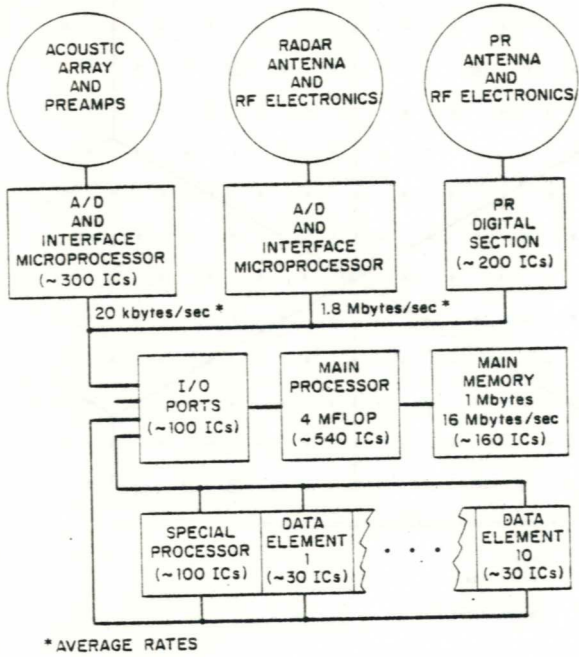 ACOUSTIC
ARRAY
AND
PREAMPS
RADAR
ANTENNA
AND
RF ELECTRONICS
PR
ANTENNA
AND
RF ELECTRONICS
A/D
AND
INTERFACE
MICROPROCESSOR
(~300 ICs)
A/D
AND
INTERFACE
MICROPROCESSOR
PR
DIGITAL
SECTION
(~200 ICs)
20 kbytes/sec *
1.8 Mbytes/sec *
I/O
PORTS
(~100 ICs)
MAIN
PROCESSOR
4 MFLOP
(~540 ICs)
MAIN
MEMORY
1 Mbytes
16 Mbytes/sec
(~160 ICs)
SPECIAL
PROCESSOR
(~100 ICs)
DATA
ELEMENT
1
(~30 ICs)
. . .
DATA
ELEMENT
10
(~30 ICs)
* AVERAGE RATES